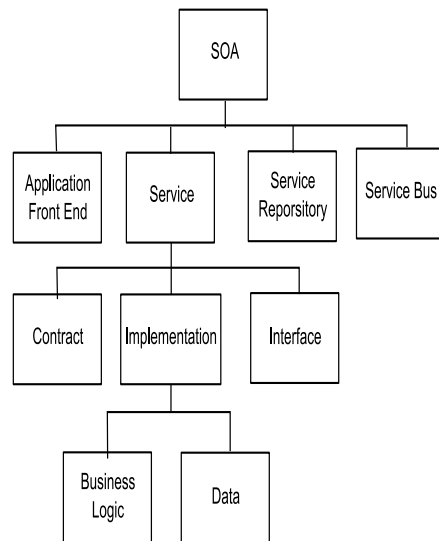 SOA
Application
Front End
Service
Service
Reporsitory
Service Bus
Contract
Implementation
Interface
Business
Logic
Data